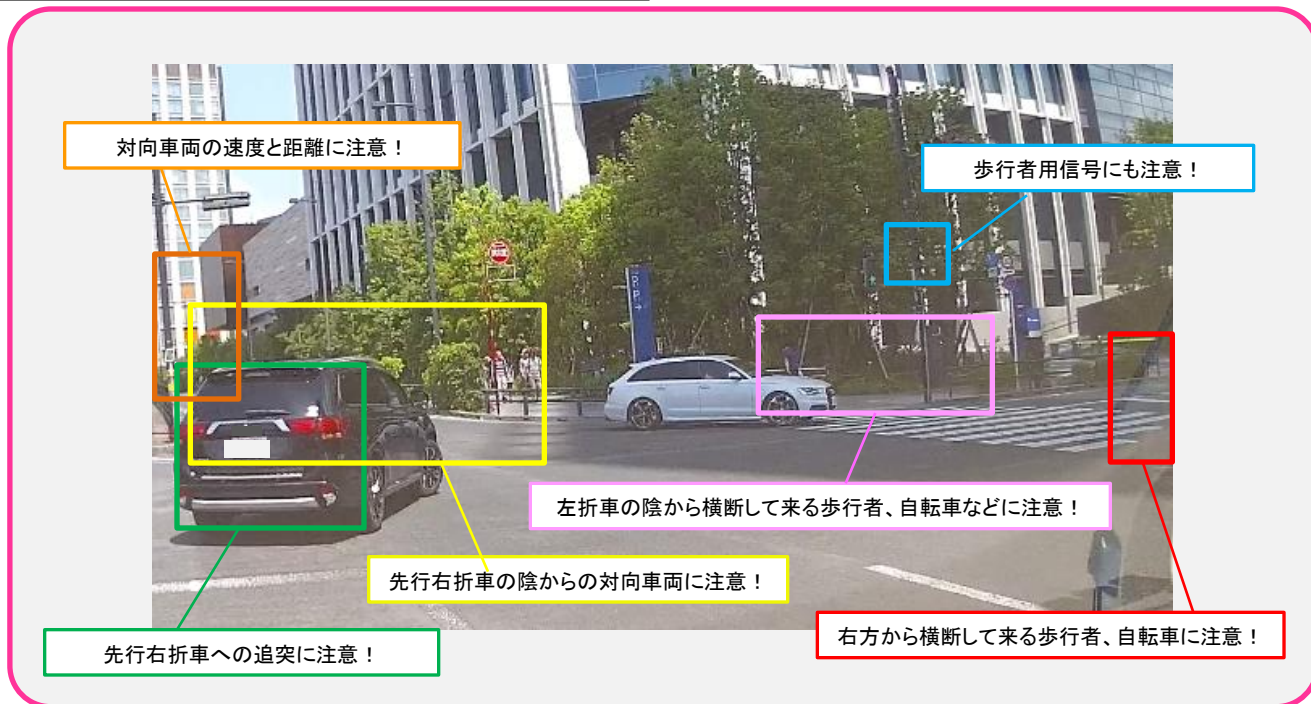 対向車両の速度と距離に注意！
歩行者用信号にも注意！
左折車の陰から横断して来る歩行者、自転車などに注意！
先行右折車の陰からの対向車両に注意！
右方から横断して来る歩行者、自転車に注意！
先行右折車への追突に注意！